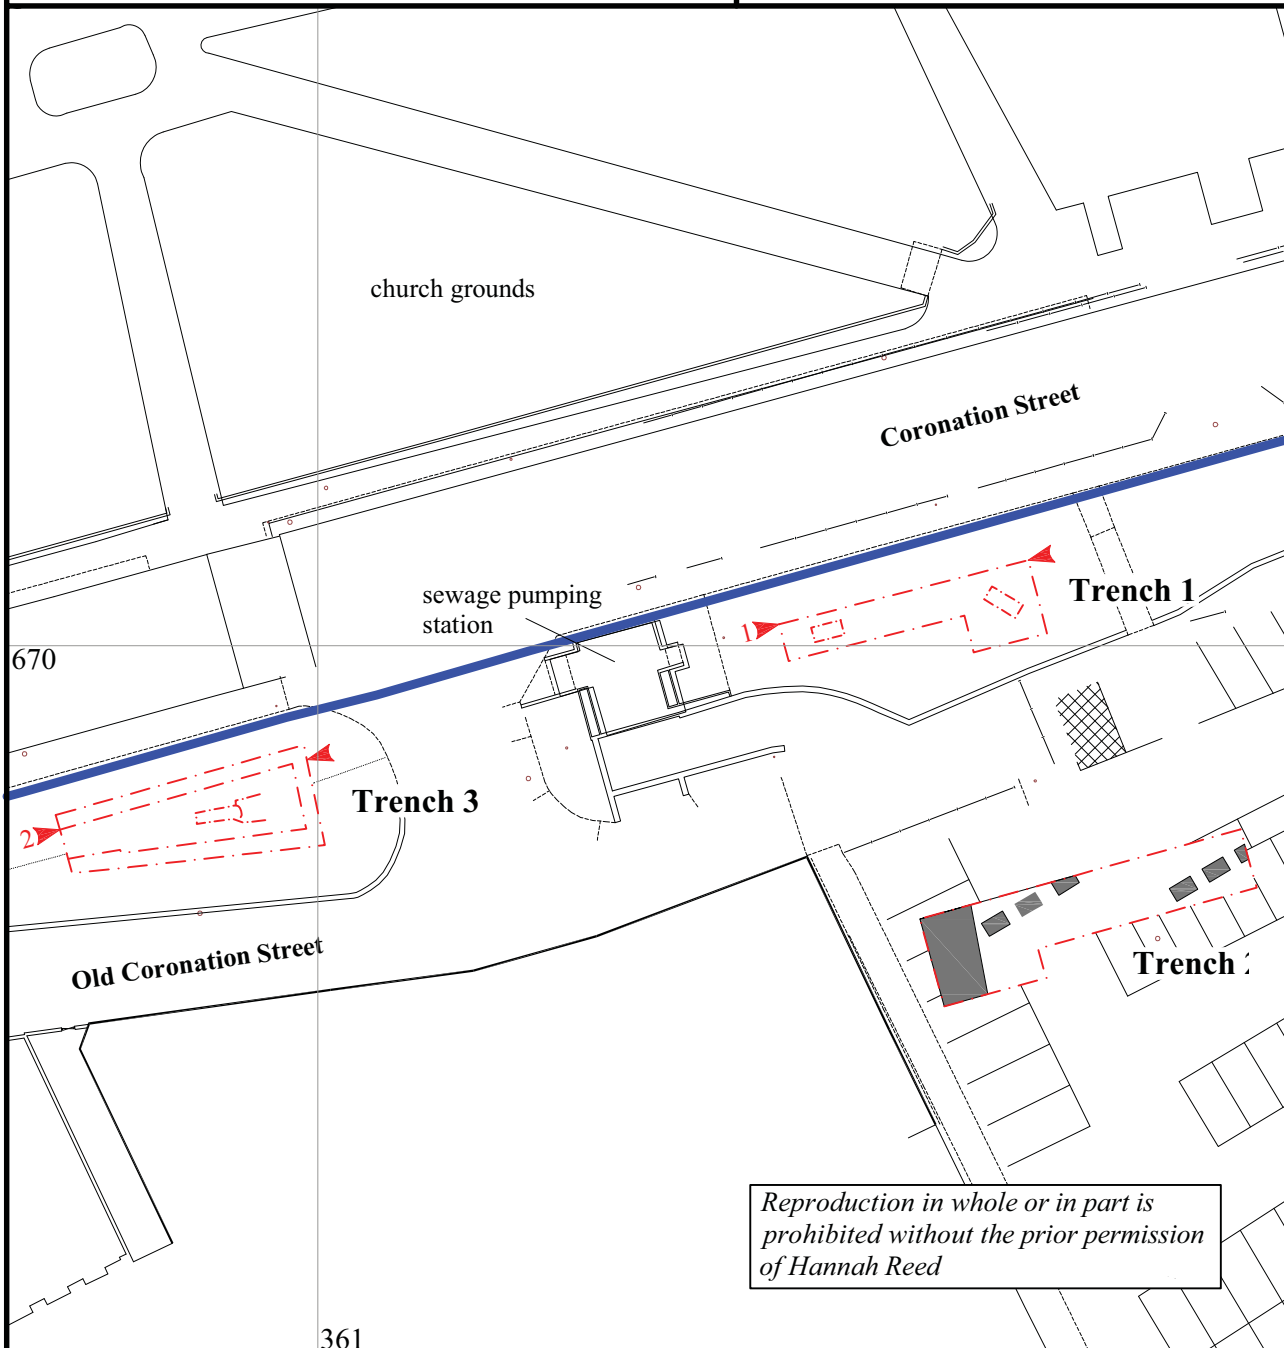 church grounds
Coronation Street
sewage pumping
station
Trench 1
1
670
Trench 3
2
Old Coronation Street
Trench
Reproduction in whole or in part is
prohibited without the prior permission
of Hannah Reed
361